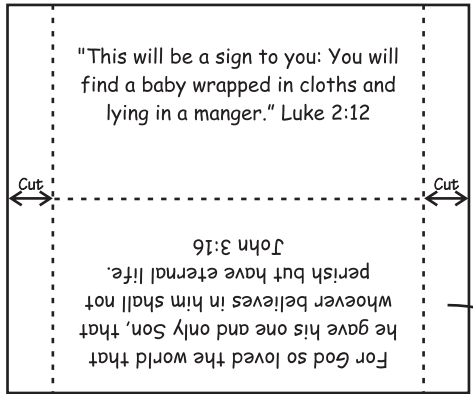 "This will be a sign to you: You will
find a baby wrapped in cloths and
lying in a manger.” Luke 2:12
Cut
Cut
For God so loved the world that
he gave his one and only Son, that
whoever believes in him shall not
perish but have eternal life.
John 3:16